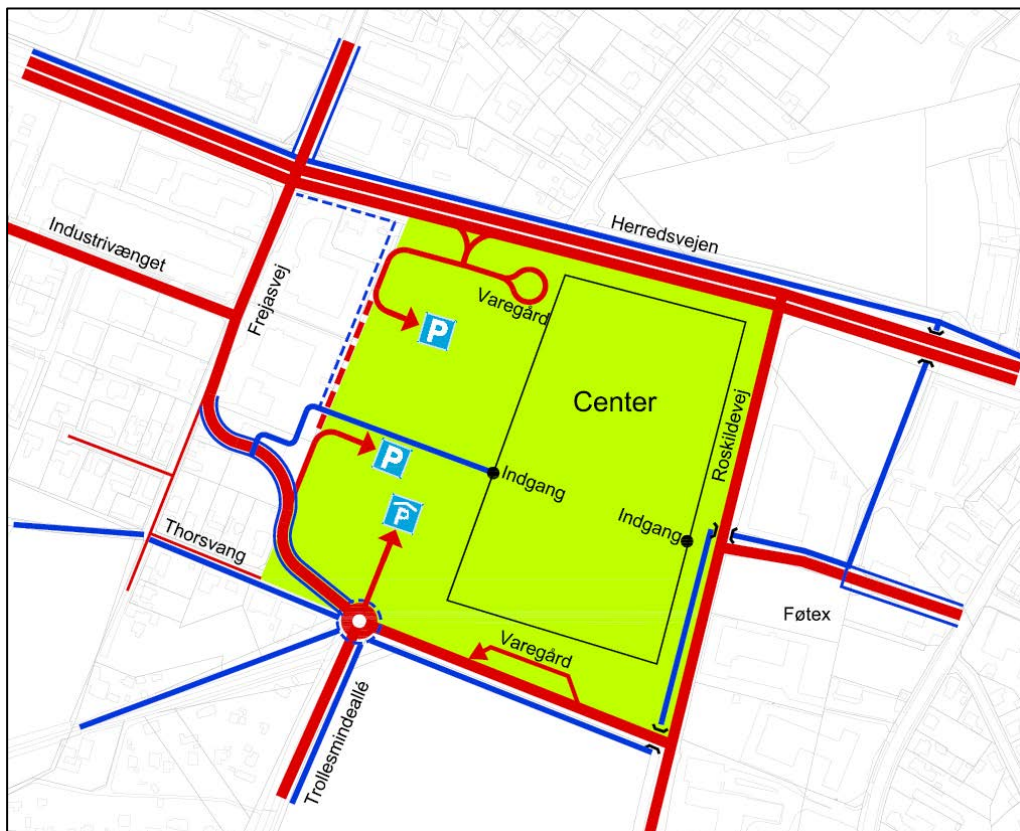 Herredsvejen
Industrivænget
Frejasvej
Varegård
P
Center
Roskildevej
P
Indgang
P
Indgang
Thorsvang
Føtex
Varegård
Trollesmindeallé